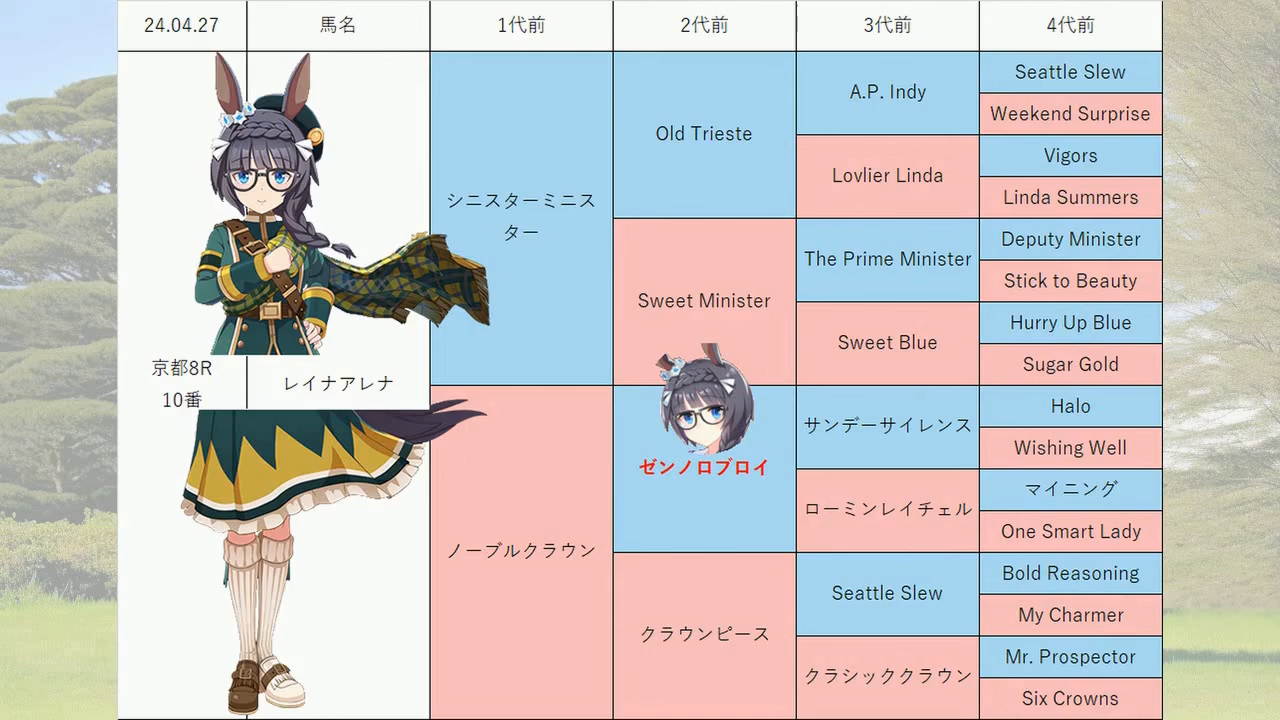 24.04.27
馬名
1代前
2代前
3代前
4代前
京都8R
10番
レイナアレナ
シニスターミニス
ター
ノーブルクラウン
Old Trieste
Sweet Minister
ゼンノロブロイ
クラウンピース
A.P. Indy
Lovlier Linda
The Prime Minister
Sweet Blue
サンデーサイレンス
ローミンレイチェル
Seattle Slew
クラシッククラウン
Seattle Slew
Weekend Surprise
Vigors
Linda Summers
Deputy Minister
Stick to Beauty
Hurry Up Blue
Sugar Gold
Halo
Wishing Well
マイニング
One Smart Lady
Bold Reasoning
My Charmer
Mr. Prospector
Six Crowns